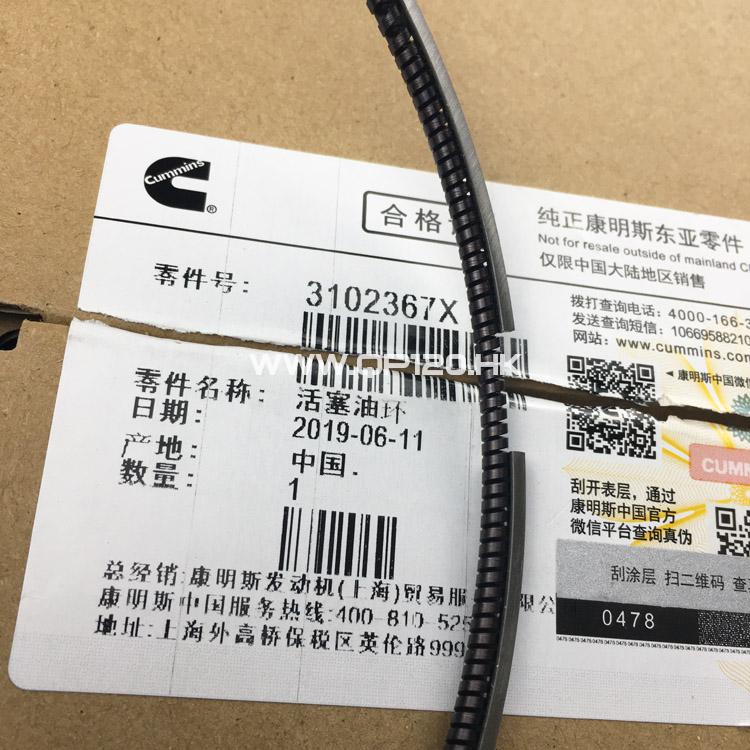 Cummins
®
合格
纯正康明斯东亚零件
Not for resale outside of mainland
仅限中国大陆地区销售
零件号: 3102367X
拨打查询电话: 4000-166-
发送查询短信: 10669588210
网站: www.cummins.co
WWW.QP120.HK
康明斯中国微
零件名称: 活塞油环
日期: 2019-06-11
产地: 中国.
数量: 1
CUMM
刮开表层, 通过
康明斯中国官方
微信平台查询真伪
刮涂层 扫二维码 查
0478
总经销: 康明斯发动机(上海)贸易服 限公
康明斯中国服务热线: 400-810-525
地址: 上海外高桥保税区英伦路999